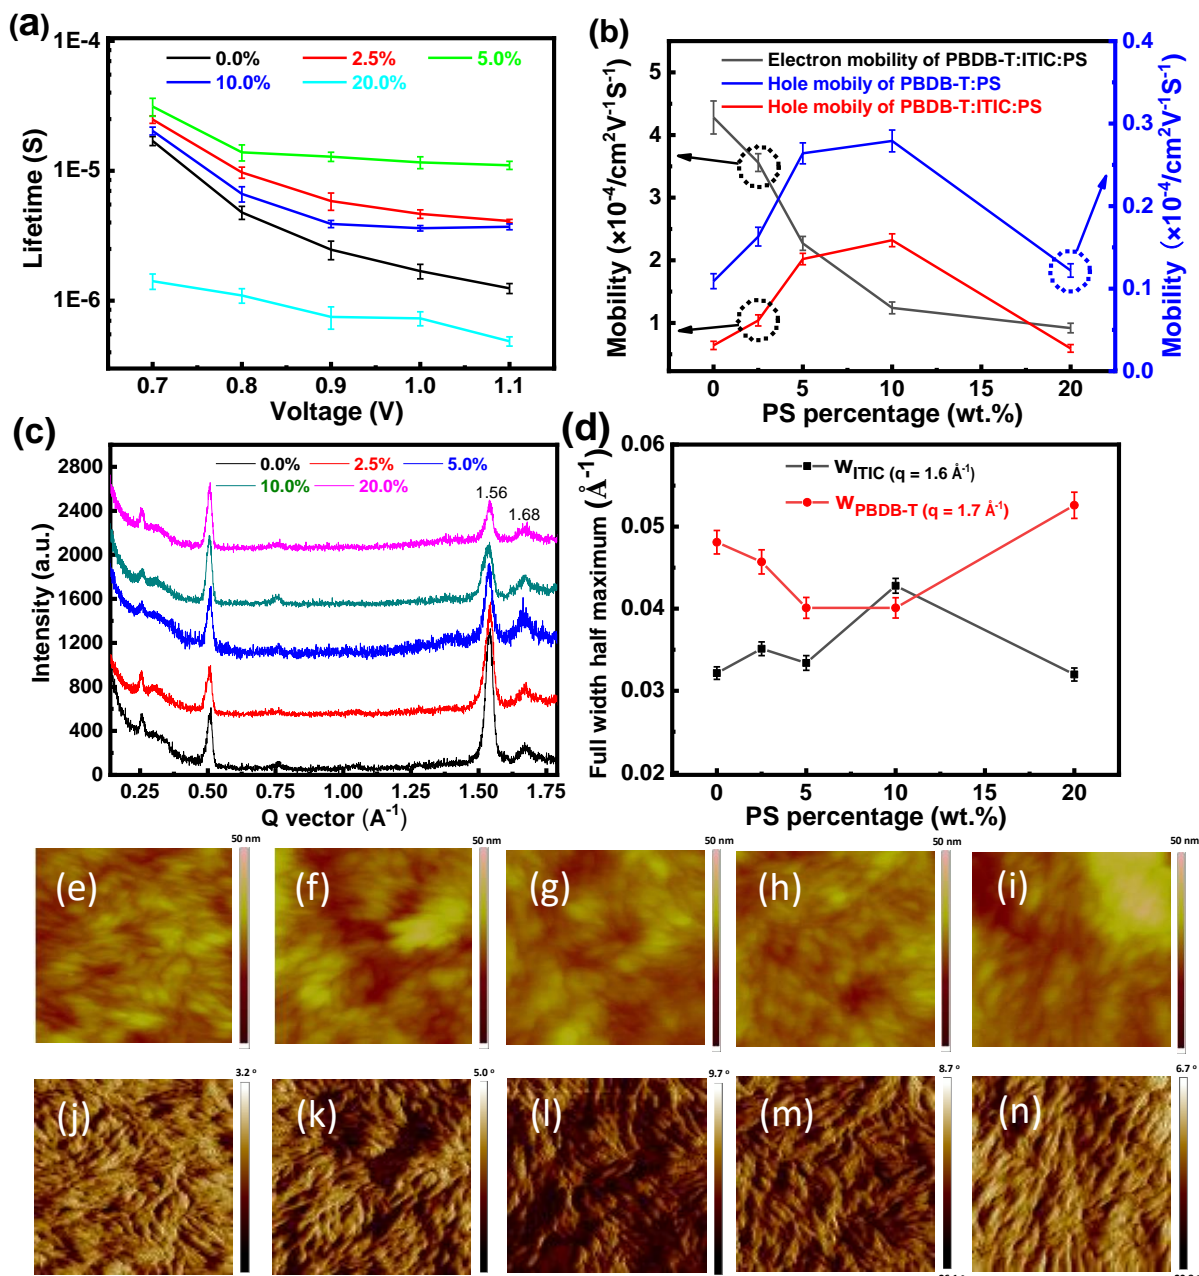 (a)
1E-4
1E-5
1E-6
Lifetime (S)
0.0%
2.5%
5.0%
10.0%
20.0%
0.7
0.8
0.9
1.0
1.1
Voltage (V)
(b)
5
4
3
2
1
Mobility (×10⁻⁴/cm²V⁻¹S⁻¹)
Electron mobility of PBDB-T:ITIC:PS
Hole mobily of PBDB-T:PS
Hole mobily of PBDB-T:ITIC:PS
0.4
0.3
0.2
0.1
0.0
Mobility (×10⁻⁴/cm²V⁻¹S⁻¹)
0
5
10
15
20
PS percentage (wt.%)
(c)
2800
2400
2000
1600
1200
800
400
0
Intensity (a.u.)
0.0%
2.5%
5.0%
10.0%
20.0%
1.56
1.68
0.25
0.50
0.75
1.00
1.25
1.50
1.75
Q vector (A⁻¹)
(d)
0.06
0.05
0.04
0.03
0.02
Full width half maximum (Å⁻¹)
W_ITIC (q = 1.6 Å⁻¹)
W_PBDB-T (q = 1.7 Å⁻¹)
0
5
10
15
20
PS percentage (wt.%)
50 nm
50 nm
50 nm
50 nm
50 nm
(e)
(f)
(g)
(h)
(i)
3.2 °
5.0 °
9.7 °
8.7 °
6.7 °
(j)
(k)
(l)
(m)
(n)